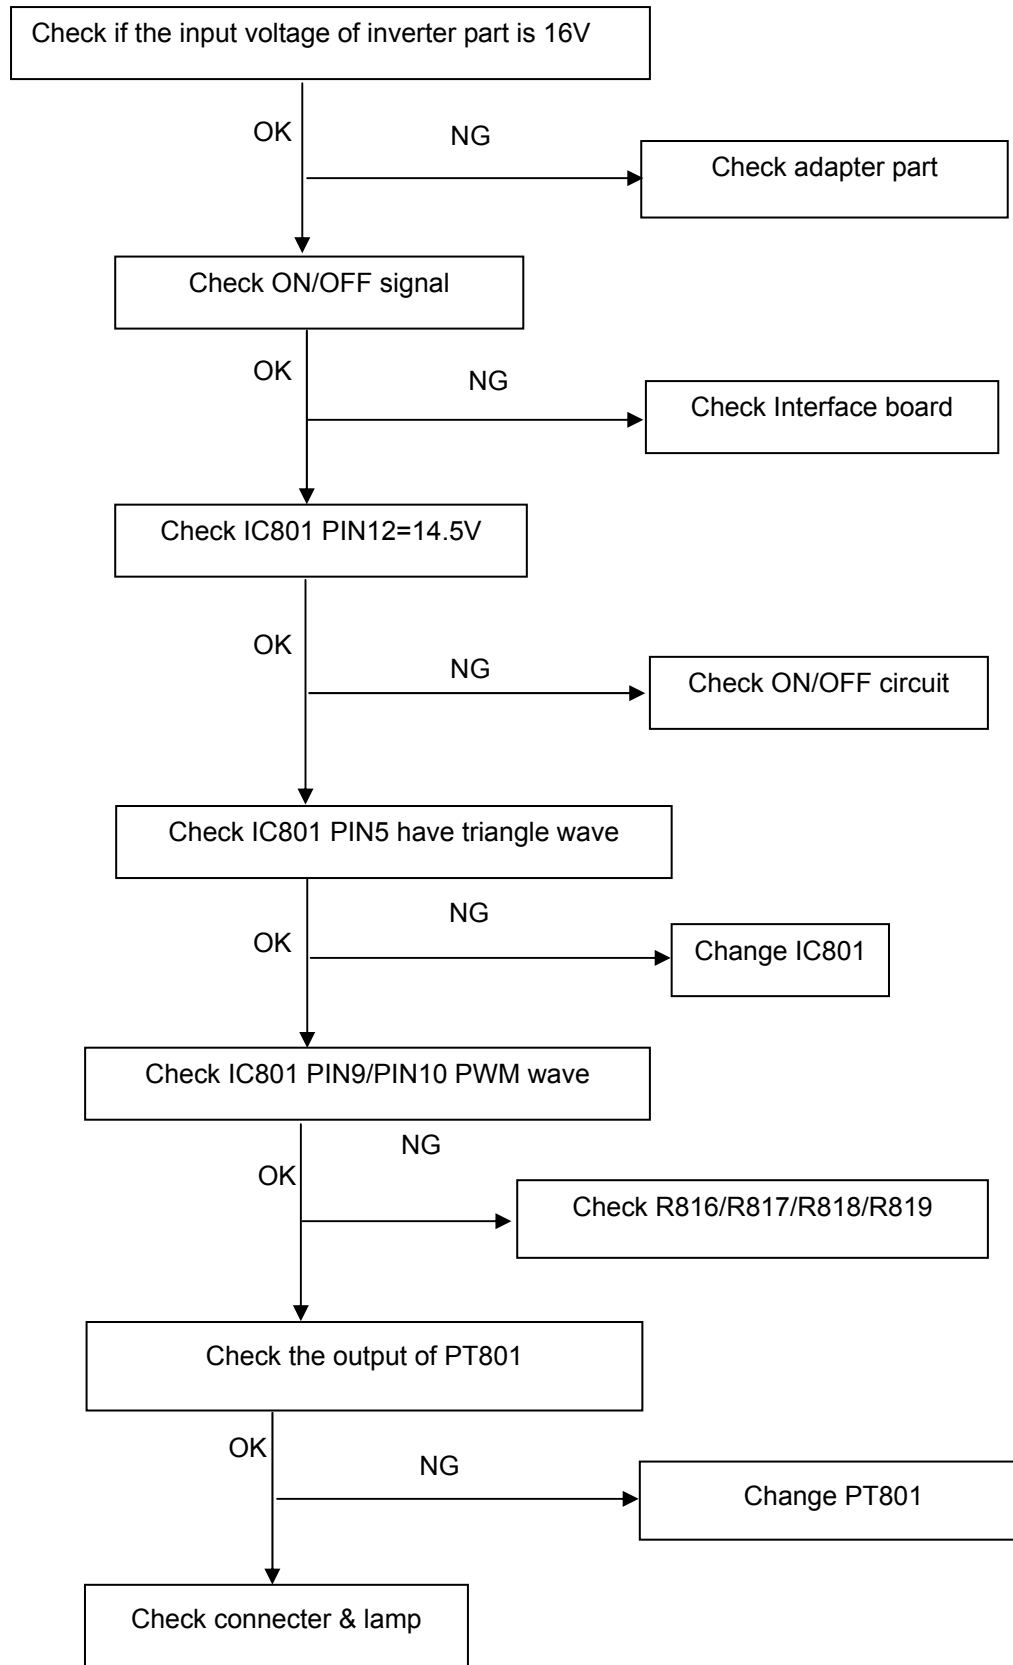 Check if the input voltage of inverter part is 16V
OK
NG
Check adapter part
Check ON/OFF signal
OK
NG
Check Interface board
Check IC801 PIN12=14.5V
OK
NG
Check ON/OFF circuit
Check IC801 PIN5 have triangle wave
NG
OK
Change IC801
Check IC801 PIN9/PIN10 PWM wave
NG
OK
Check R816/R817/R818/R819
Check the output of PT801
OK
NG
Change PT801
Check connecter & lamp